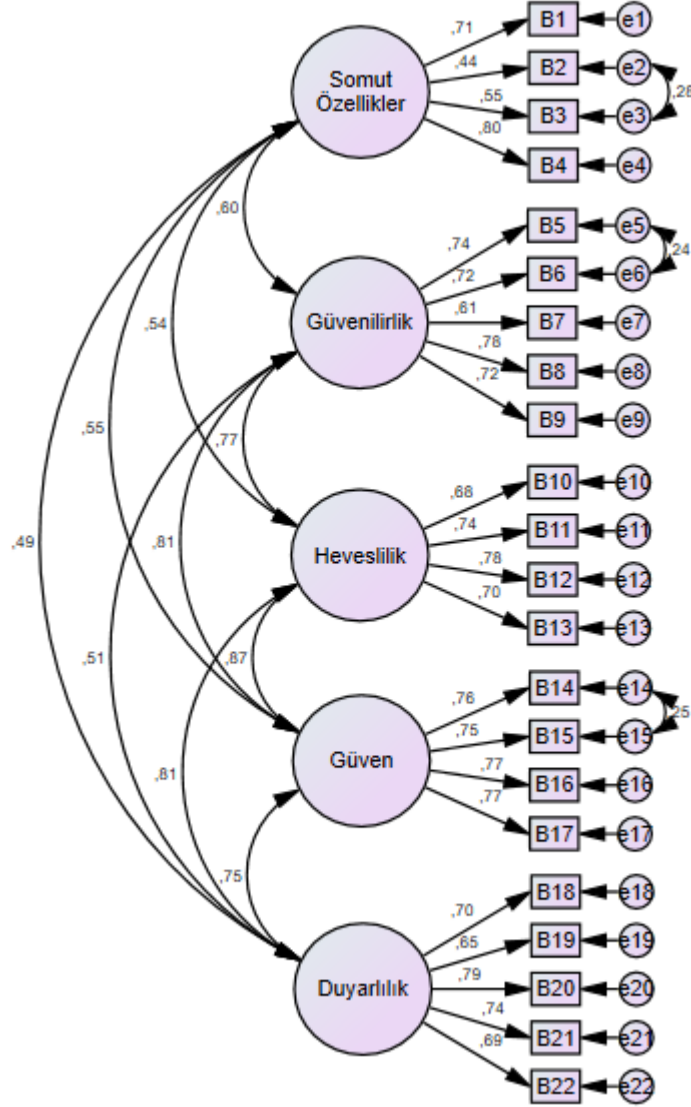 ,71
B1
e1
Somut
Özellikler
,44
B2
e2
,55
B3
e3
,28
,80
B4
e4
,60
,74
B5
e5
,72
B6
e6
,24
Güvenilirlik
,61
B7
e7
,78
B8
e8
,72
B9
e9
,54
,55
,77
,68
B10
e10
,74
B11
e11
Heveslilik
,78
B12
e12
,70
B13
e13
,49
,81
,51
,87
,76
B14
e14
,75
B15
e15
,25
Güven
,77
B16
e16
,77
B17
e17
,81
,75
,70
B18
e18
,65
B19
e19
Duyarlılık
,79
B20
e20
,74
B21
e21
,69
B22
e22